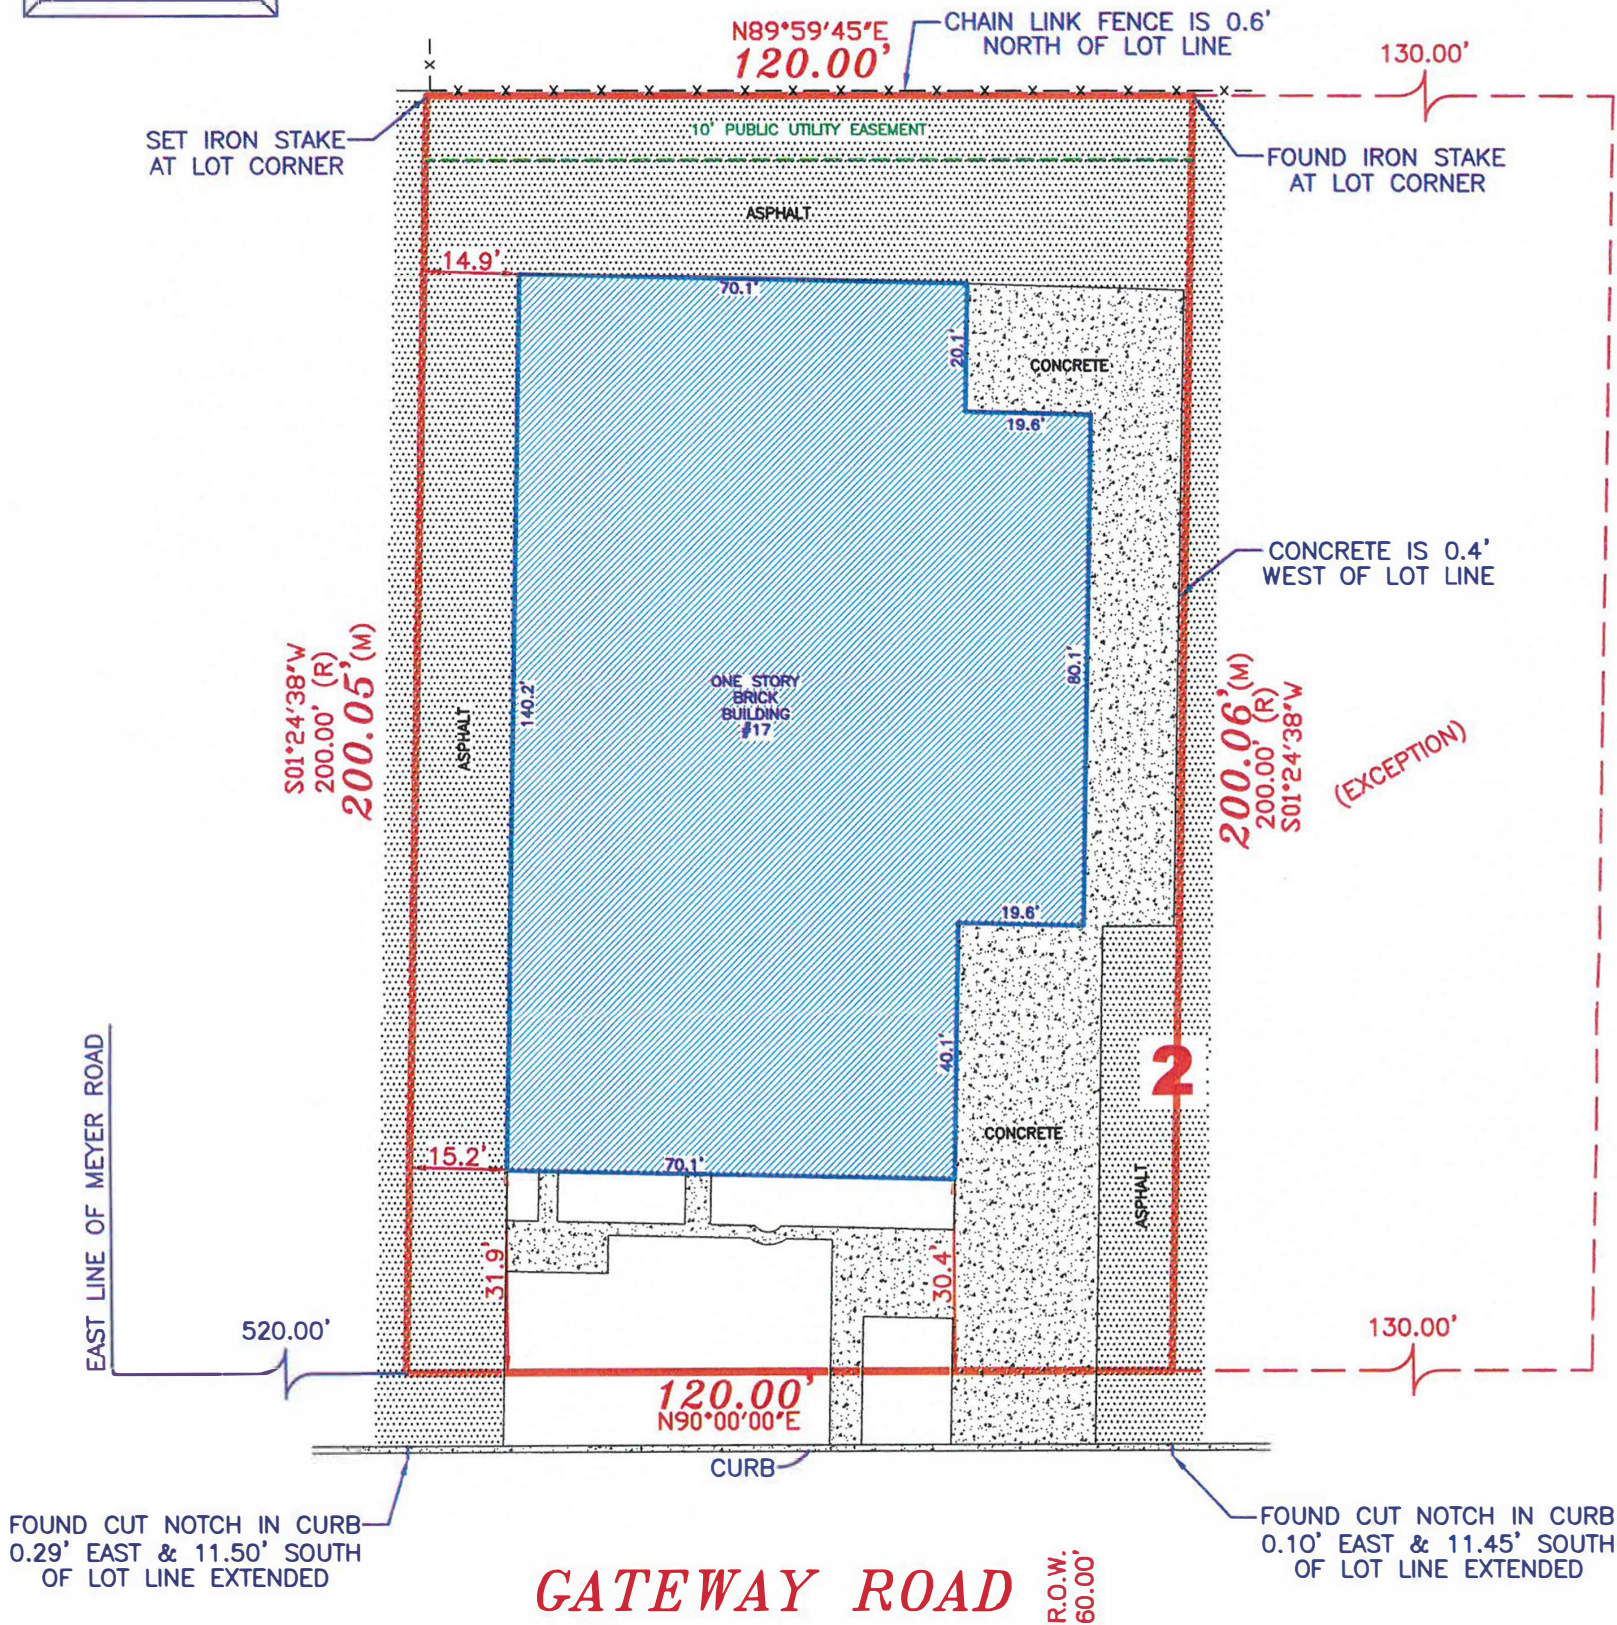 N89°59'45"E
120.00'
CHAIN LINK FENCE IS 0.6'
NORTH OF LOT LINE
130.00'
SET IRON STAKE
AT LOT CORNER
10' PUBLIC UTILITY EASEMENT
FOUND IRON STAKE
AT LOT CORNER
ASPHALT
14.9'
70.1'
20.1'
CONCRETE
19.6'
CONCRETE IS 0.4'
WEST OF LOT LINE
S01°24'38"W
200.00' (R)
200.05' (M)
ASPHALT
140.2'
ONE STORY
BRICK
BUILDING
#17
80.1'
200.06' (M)
200.00' (R)
S01°24'38"W
(EXCEPTION)
19.6'
40.1'
2
EAST LINE OF MEYER ROAD
CONCRETE
ASPHALT
15.2'
70.1'
31.9'
30.4'
520.00'
130.00'
120.00'
N90°00'00"E
CURB
FOUND CUT NOTCH IN CURB
0.29' EAST & 11.50' SOUTH
OF LOT LINE EXTENDED
FOUND CUT NOTCH IN CURB
0.10' EAST & 11.45' SOUTH
OF LOT LINE EXTENDED
GATEWAY ROAD
R.O.W.
60.00'